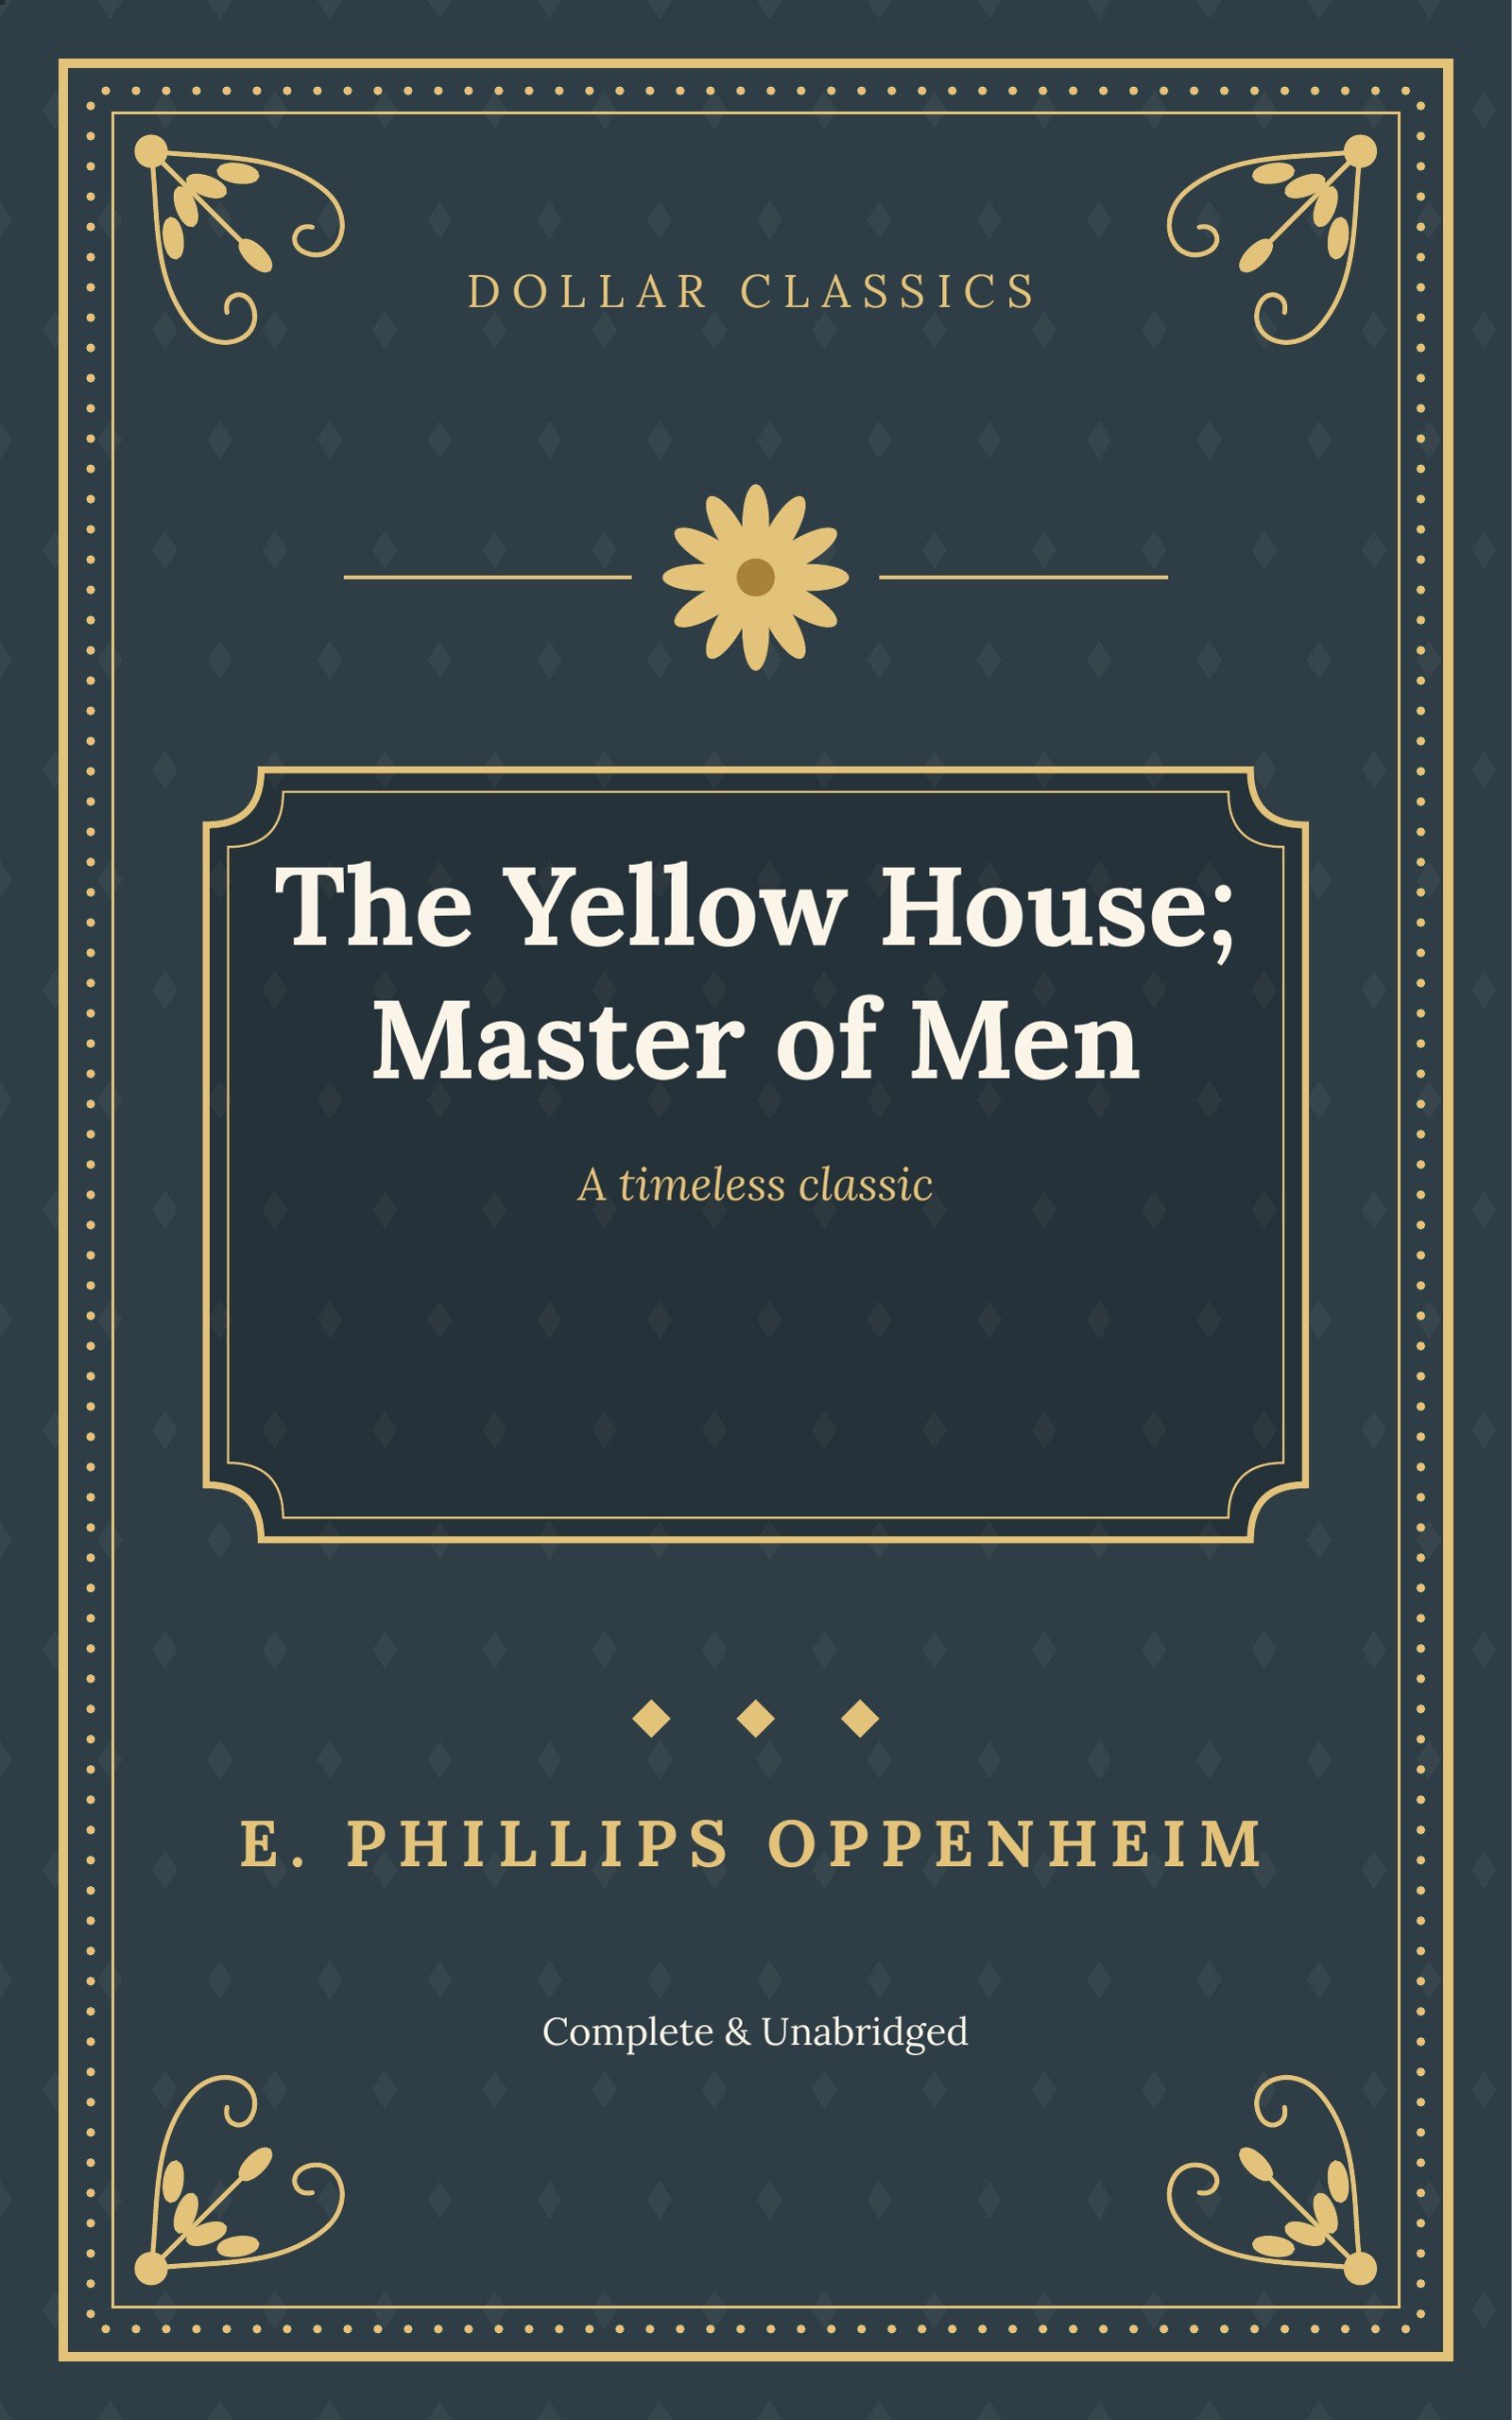 DOLLAR CLASSICS
The Yellow House;
Master of Men
A timeless classic
E. PHILLIPS OPPENHEIM
Complete & Unabridged